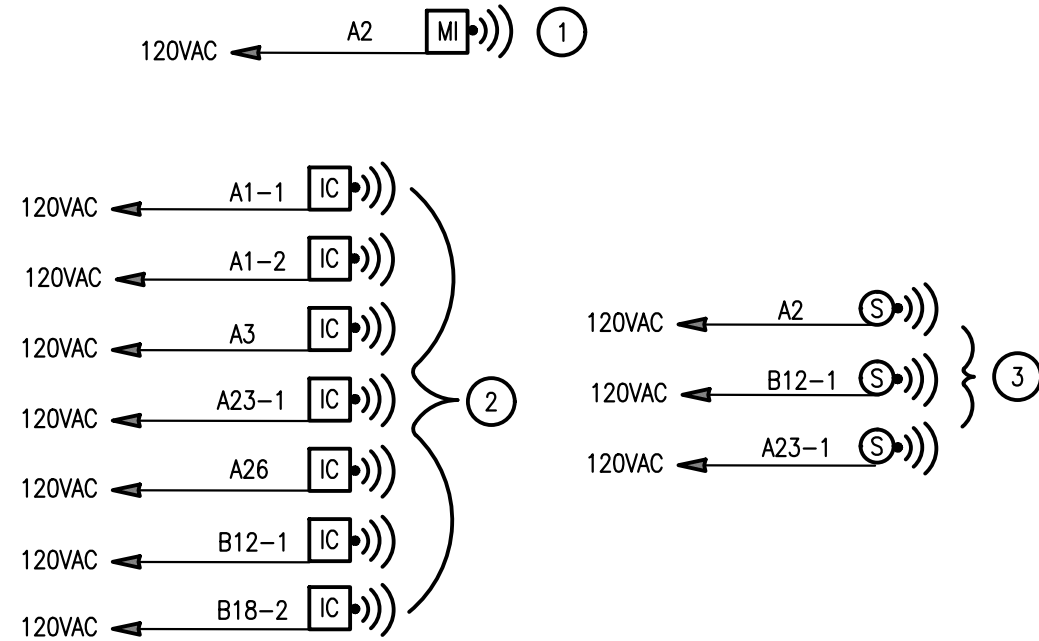 120VAC A2 MI 1
120VAC A1-1 IC
120VAC A1-2 IC
120VAC A3 IC
120VAC A23-1 IC
120VAC A26 IC
120VAC B12-1 IC
120VAC B18-2 IC
2
120VAC A2 S
120VAC B12-1 S
120VAC A23-1 S
3